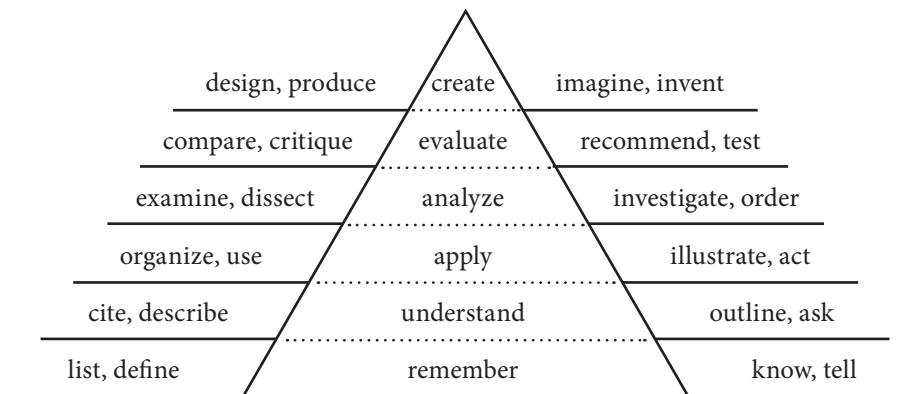 design, produce create imagine, invent
compare, critique evaluate recommend, test
examine, dissect analyze investigate, order
organize, use apply illustrate, act
cite, describe understand outline, ask
list, define remember know, tell